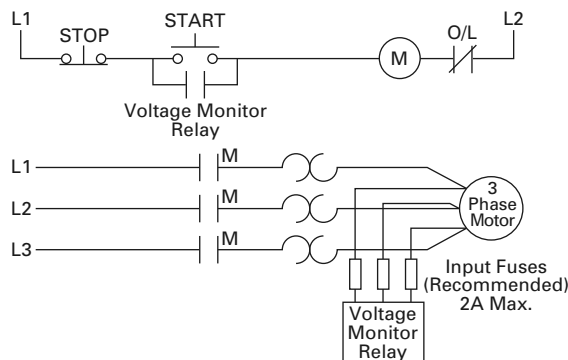 L1
L2
STOP
START
O/L
M
Voltage Monitor
Relay
L1
M
L2
M
L3
M
3
Phase
Motor
Input Fuses
(Recommended)
2A Max.
Voltage
Monitor
Relay